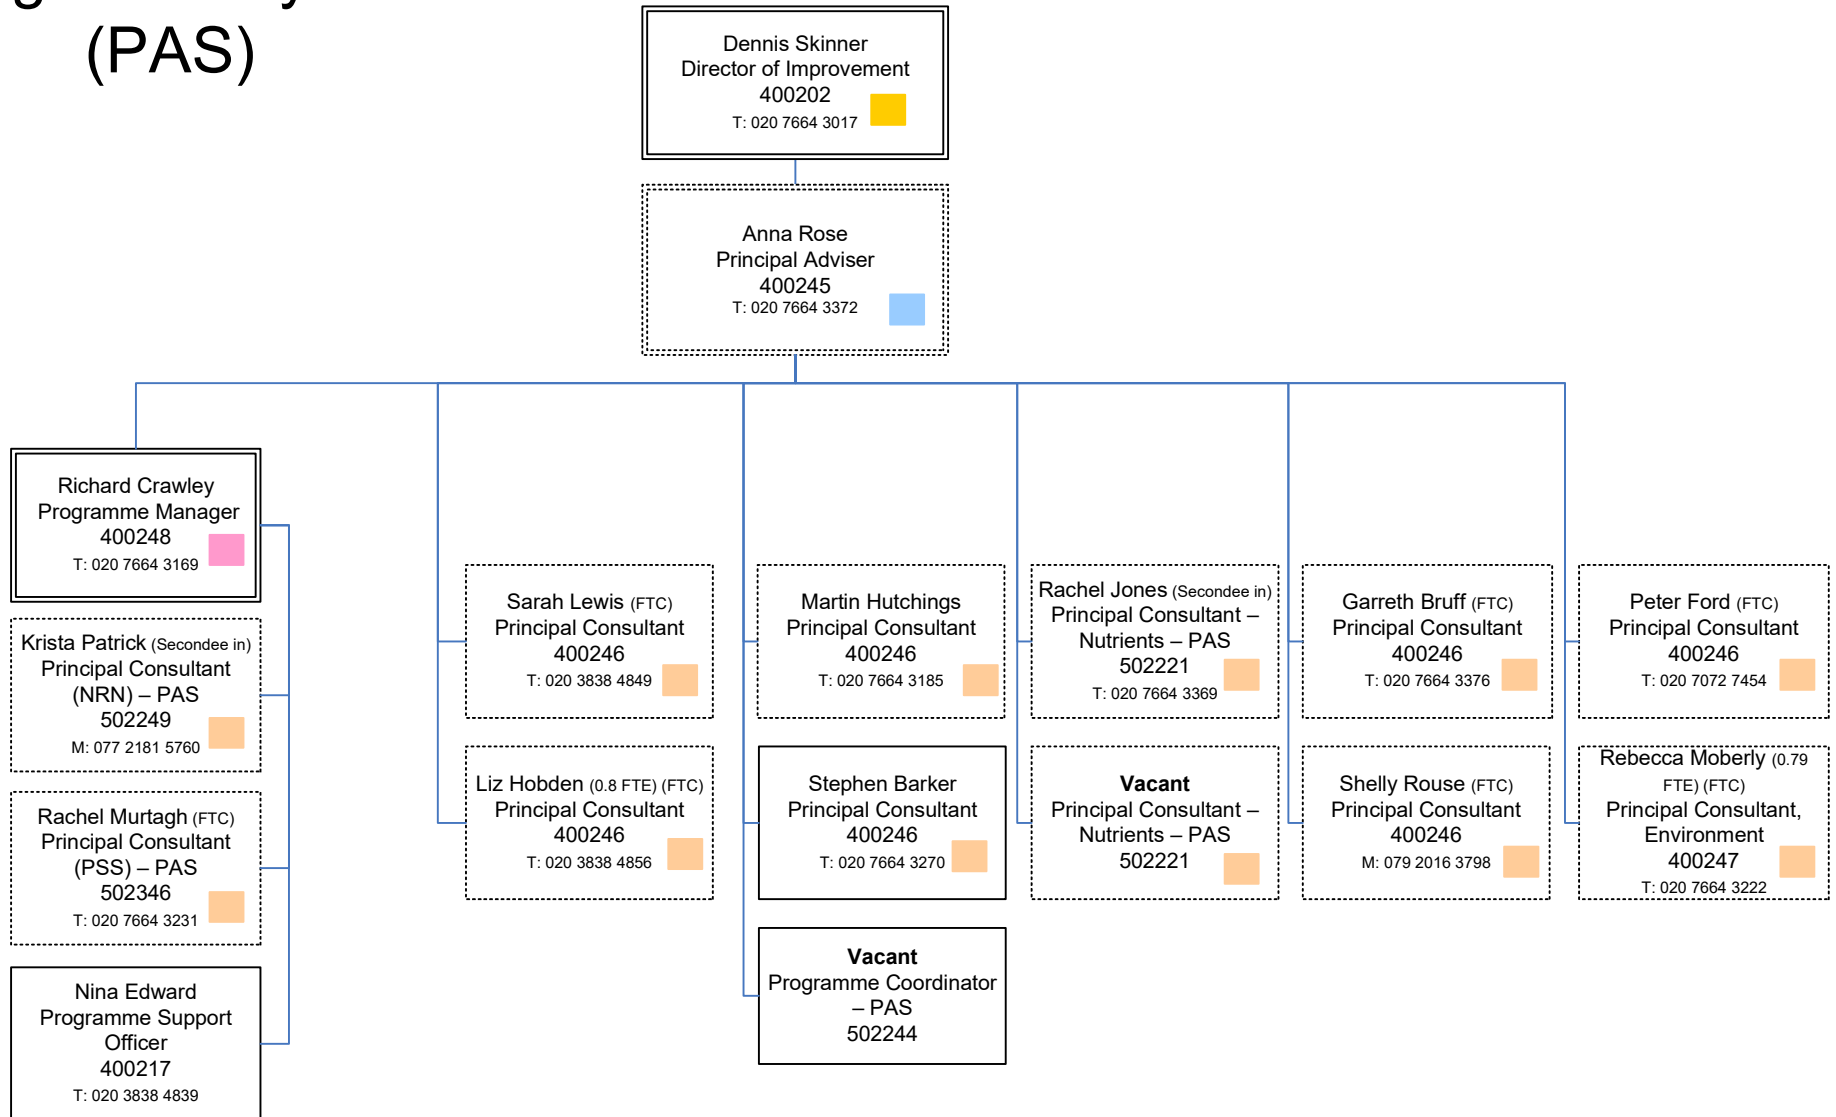 (PAS)
Dennis Skinner
Director of Improvement
400202
T: 020 7664 3017
Anna Rose
Principal Adviser
400245
T: 020 7664 3372
Richard Crawley
Programme Manager
400248
T: 020 7664 3169
Krista Patrick (Secondee in)
Principal Consultant
(NRN) – PAS
502249
M: 077 2181 5760
Rachel Murtagh (FTC)
Principal Consultant
(PSS) – PAS
502346
T: 020 7664 3231
Nina Edward
Programme Support
Officer
400217
T: 020 3838 4839
Sarah Lewis (FTC)
Principal Consultant
400246
T: 020 3838 4849
Liz Hobden (0.8 FTE) (FTC)
Principal Consultant
400246
T: 020 3838 4856
Martin Hutchings
Principal Consultant
400246
T: 020 7664 3185
Stephen Barker
Principal Consultant
400246
T: 020 7664 3270
Vacant
Programme Coordinator
– PAS
502244
Rachel Jones (Secondee in)
Principal Consultant –
Nutrients – PAS
502221
T: 020 7664 3369
Vacant
Principal Consultant –
Nutrients – PAS
502221
Garreth Bruff (FTC)
Principal Consultant
400246
T: 020 7664 3376
Shelly Rouse (FTC)
Principal Consultant
400246
M: 079 2016 3798
Peter Ford (FTC)
Principal Consultant
400246
T: 020 7072 7454
Rebecca Moberly (0.79
FTE) (FTC)
Principal Consultant,
Environment
400247
T: 020 7664 3222